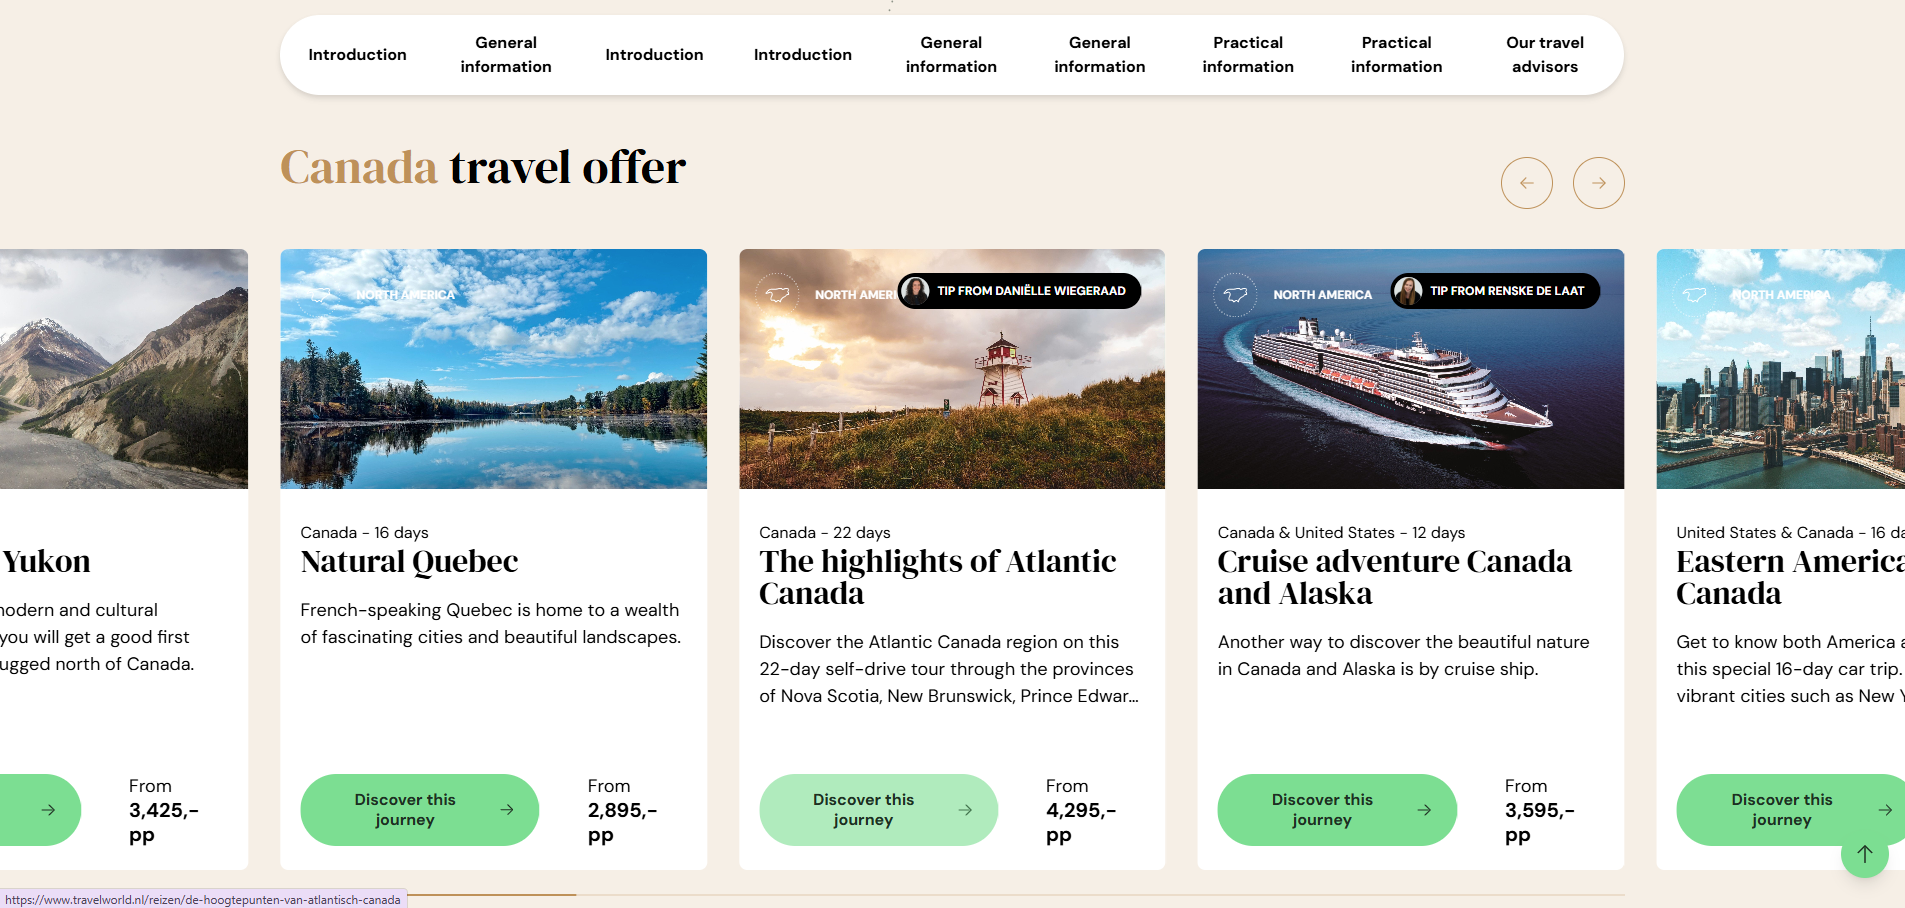 Introduction
General
information
Introduction
Introduction
General
information
General
information
Practical
information
Practical
information
Our travel
advisors
Canada travel offer
Yukon
modern and cultural
you will get a good first
ugged north of Canada.
From
3,425,-
pp
NORTH AMERICA
Canada - 16 days
Natural Quebec
French-speaking Quebec is home to a wealth
of fascinating cities and beautiful landscapes.
Discover this
journey
From
2,895,-
pp
NORTH AMERI
TIP FROM DANIËLLE WIEGERAAD
Canada - 22 days
The highlights of Atlantic
Canada
Discover the Atlantic Canada region on this
22-day self-drive tour through the provinces
of Nova Scotia, New Brunswick, Prince Edwar...
Discover this
journey
From
4,295,-
pp
NORTH AMERICA
TIP FROM RENSKE DE LAAT
Canada & United States - 12 days
Cruise adventure Canada
and Alaska
Another way to discover the beautiful nature
in Canada and Alaska is by cruise ship.
Discover this
journey
From
3,595,-
pp
NORTH AMERICA
United States & Canada - 16 da
Eastern America
Canada
Get to know both America a
this special 16-day car trip.
vibrant cities such as New Y
Discover this
journey
https://www.travelworld.nl/reizen/de-hoogtepunten-van-atlantisch-canada